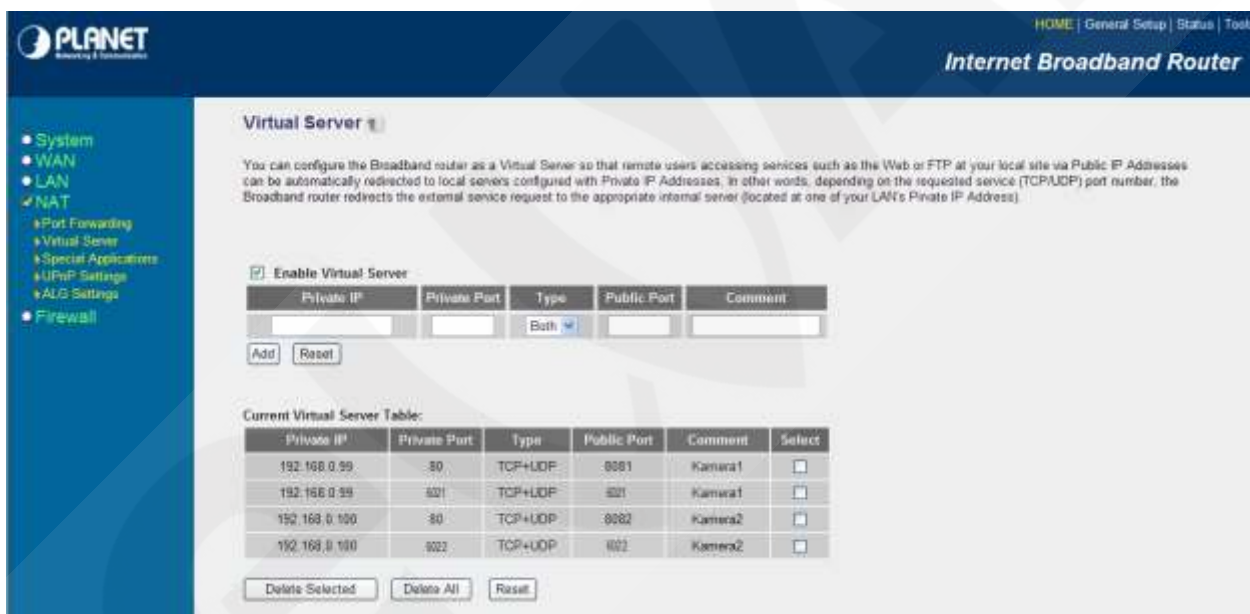 PLANET
Networking & Communication
HOME | General Setup | Status | Tool
Internet Broadband Router
System
WAN
LAN
NAT
Port Forwarding
Virtual Server
Special Applications
UPnP Settings
ALG Settings
Firewall
Virtual Server
You can configure the Broadband router as a Virtual Server so that remote users accessing services such as the Web or FTP at your local site via Public IP Addresses
can be automatically redirected to local servers configured with Private IP Addresses. In other words, depending on the requested service (TCP/UDP) port number, the
Broadband router redirects the external service request to the appropriate internal server (located at one of your LAN's Private IP Address).
Enable Virtual Server
Private IP Private Port Type Public Port Comment
Both
Add Reset
Current Virtual Server Table:
Private IP Private Port Type Public Port Comment Select
192.168.0.99 80 TCP+UDP 8081 Kamera1
192.168.0.99 6021 TCP+UDP 6021 Kamera1
192.168.0.100 80 TCP+UDP 8082 Kamera2
192.168.0.100 6022 TCP+UDP 6022 Kamera2
Delete Selected Delete All Reset